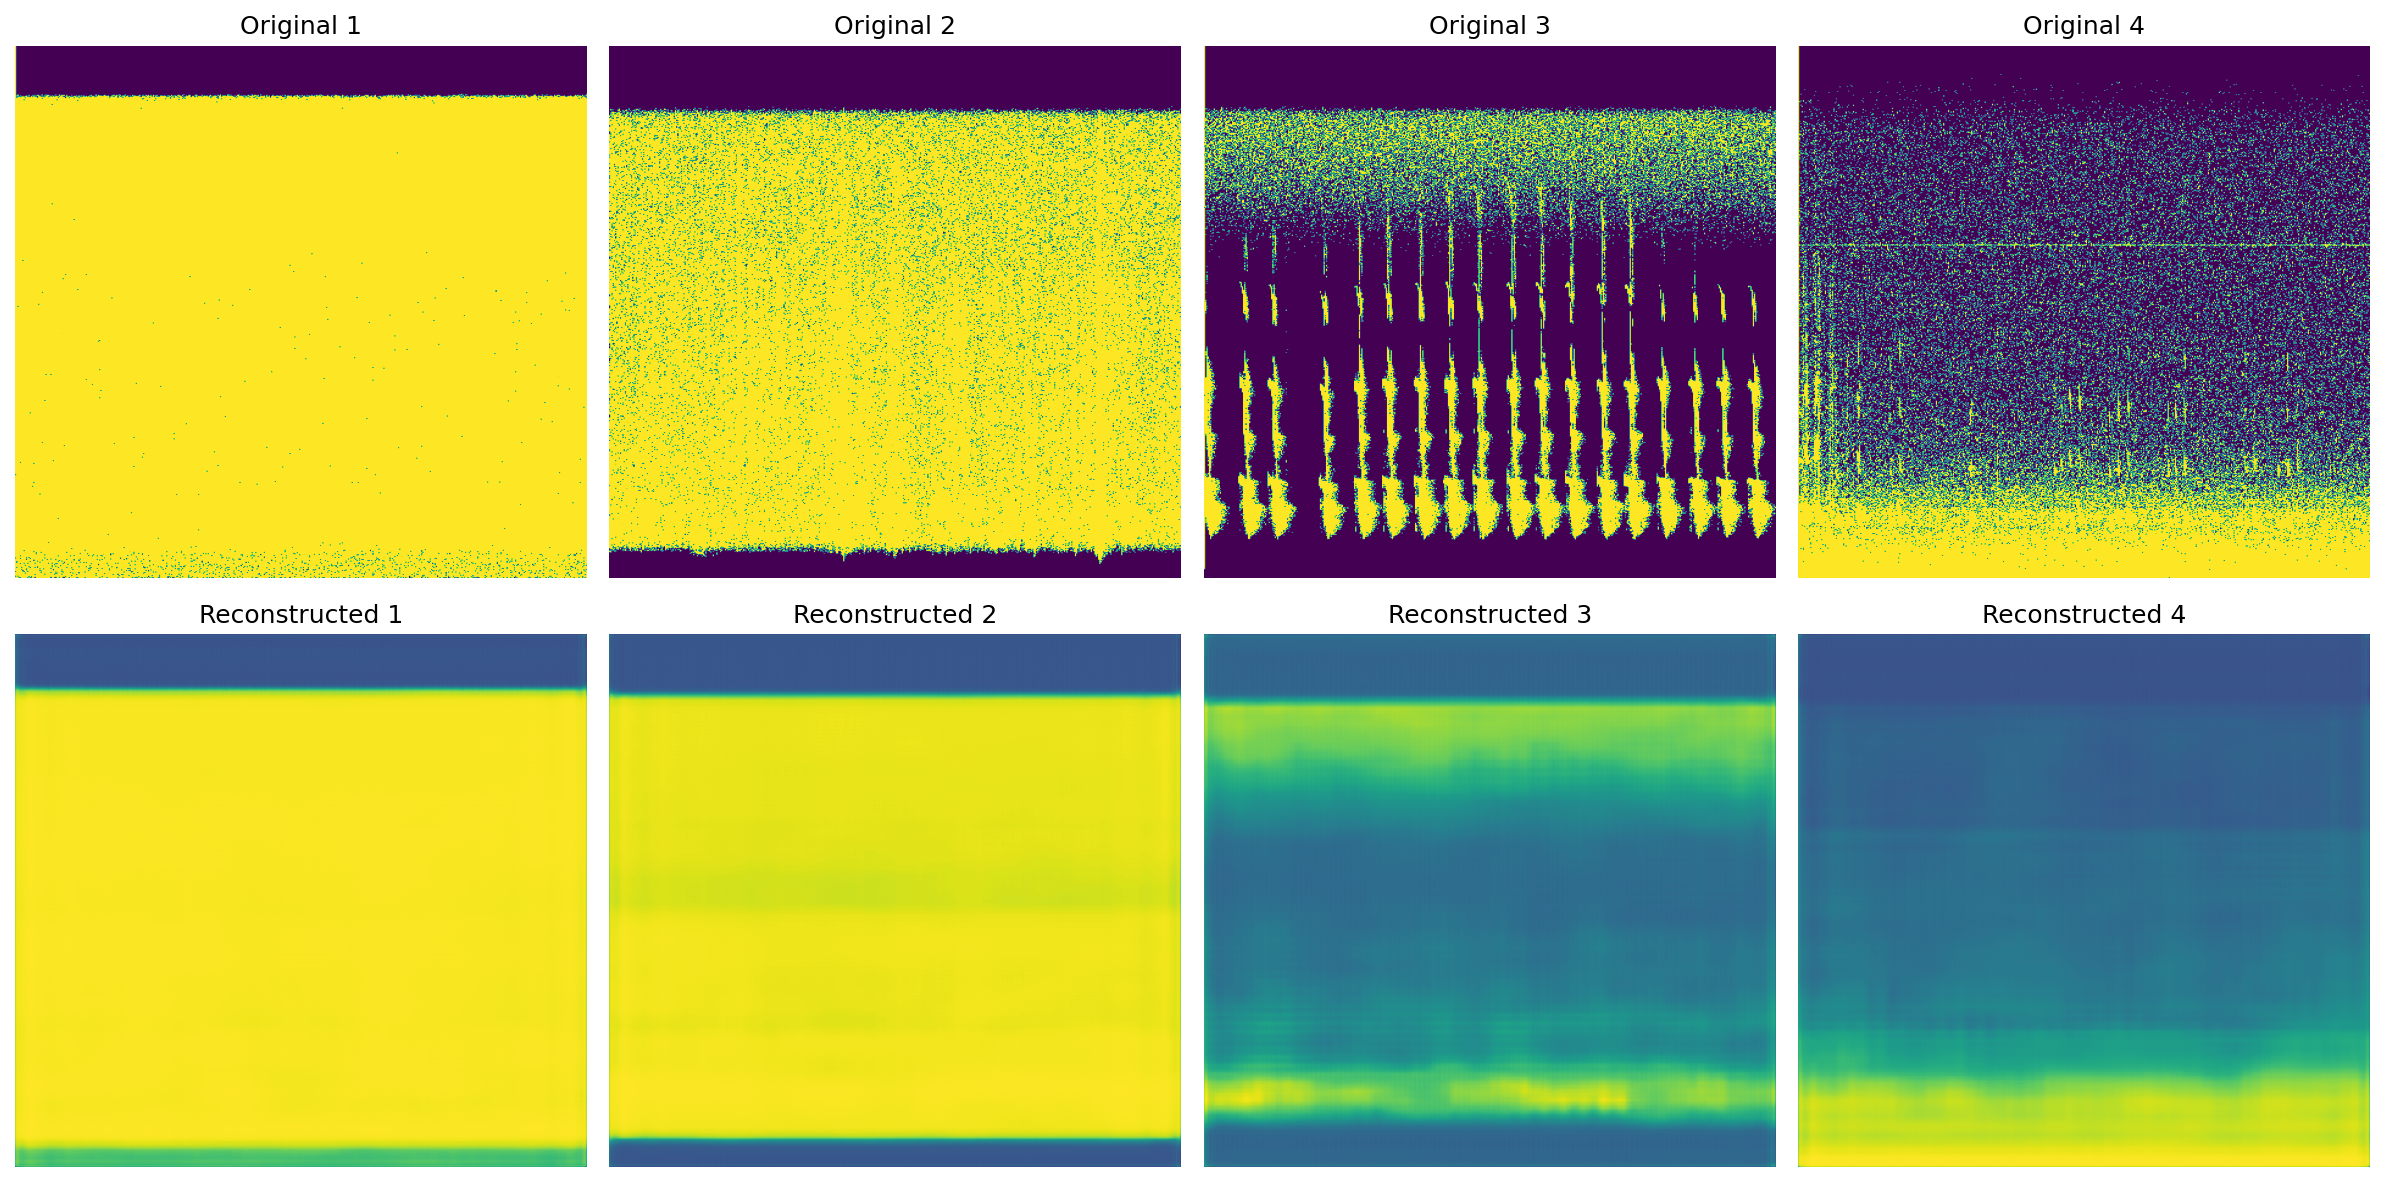 Original 1
Original 2
Original 3
Original 4
Reconstructed 1
Reconstructed 2
Reconstructed 3
Reconstructed 4